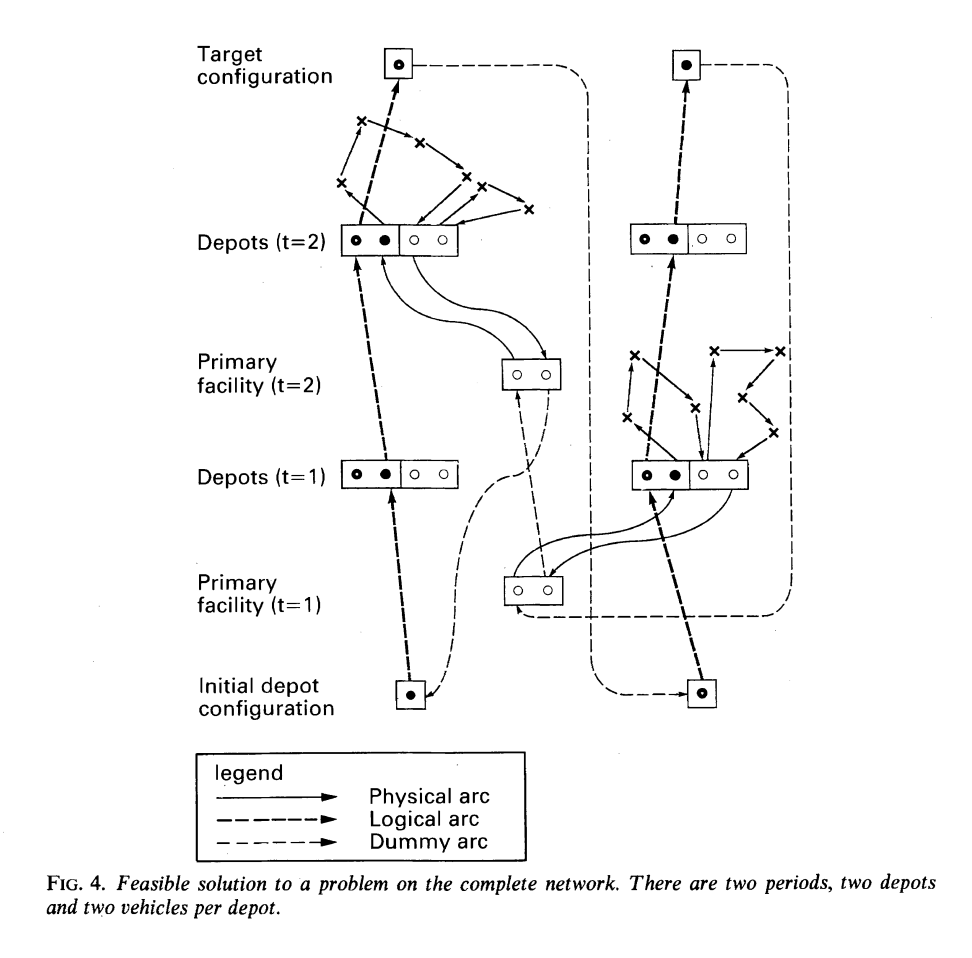 Target
configuration
Depots (t=2)
Primary
facility (t=2)
Depots (t=1)
Primary
facility (t=1)
Initial depot
configuration
legend
Physical arc
Logical arc
Dummy arc
FIG. 4. Feasible solution to a problem on the complete network. There are two periods, two depots
and two vehicles per depot.